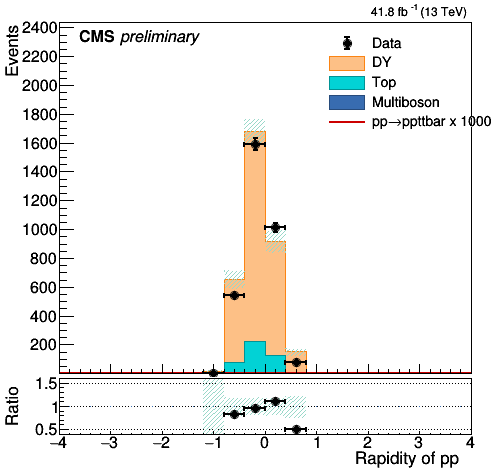 41.8 fb⁻¹ (13 TeV)
CMS preliminary
Events
Data
DY
Top
Multiboson
pp→ppttbar x 1000
2400
2200
2000
1800
1600
1400
1200
1000
800
600
400
200
Ratio
1.5
1
0.5
−4 −3 −2 −1 0 1 2 3 4
Rapidity of pp